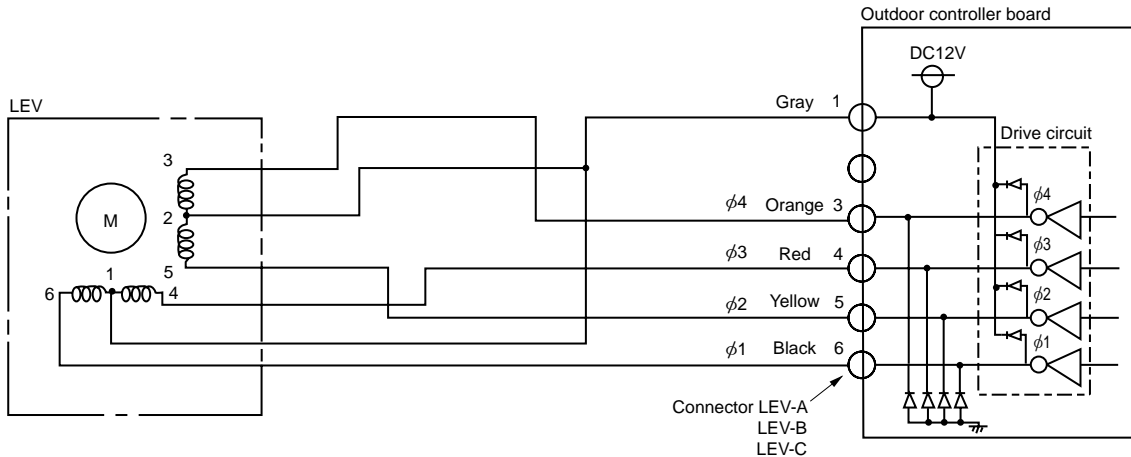 Outdoor controller board
DC12V
LEV
Gray 1
Drive circuit
3
ϕ4
M
2
ϕ4 Orange 3
ϕ3
5
ϕ3 Red 4
1
6
4
ϕ2
ϕ2 Yellow 5
ϕ1
ϕ1 Black 6
Connector LEV-A
LEV-B
LEV-C